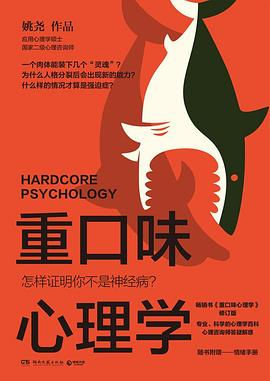 姚尧 作品
应用心理学硕士
国家二级心理咨询师
一个肉体能装下几个“灵魂”？
为什么人格分裂后会出现新的能力？
什么样的情况才算是强迫症？
HARDCORE
PSYCHOLOGY
重口味
怎样证明你不是神经病？
心理学
畅销书《重口味心理学》
修订版
专业、科学的心理学百科
心理咨询师答疑解惑
随书附赠——情绪手册
湖南文艺出版社
博集天卷